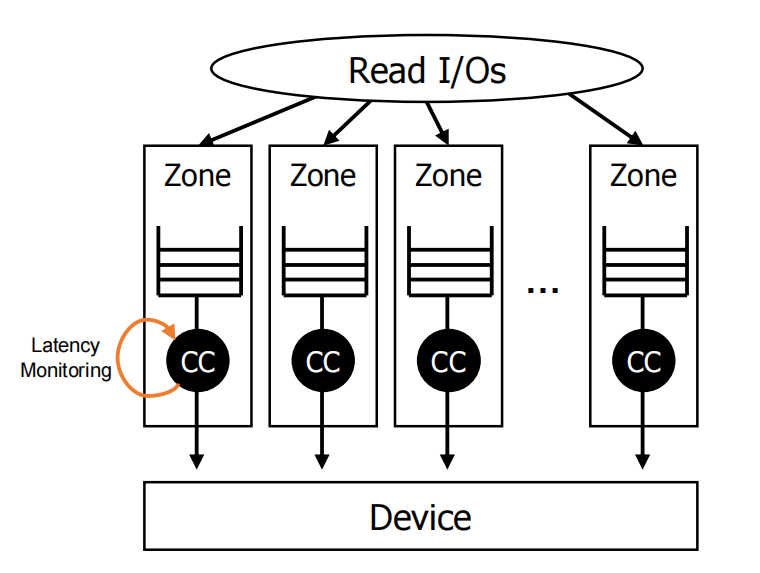 Read I/Os
Zone
Zone
Zone
Zone
...
Latency
Monitoring
CC
CC
CC
CC
Device